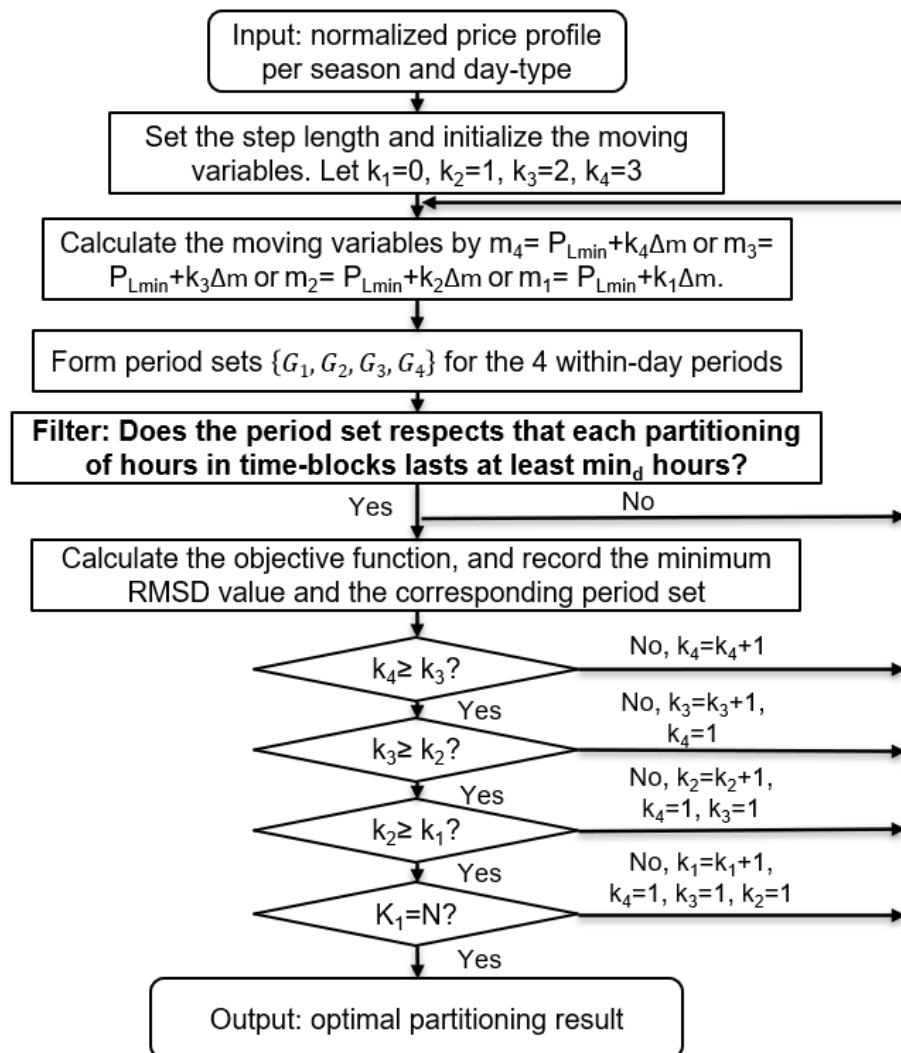 Input: normalized price profile
per season and day-type
Set the step length and initialize the moving
variables. Let k₁=0, k₂=1, k₃=2, k₄=3
Calculate the moving variables by m₄= P_Lmin+k₄Δm or m₃=
P_Lmin+k₃Δm or m₂= P_Lmin+k₂Δm or m₁= P_Lmin+k₁Δm.
Form period sets {G₁, G₂, G₃, G₄} for the 4 within-day periods
Filter: Does the period set respects that each partitioning
of hours in time-blocks lasts at least min_d hours?
Yes
No
Calculate the objective function, and record the minimum
RMSD value and the corresponding period set
k₄≥ k₃?
No, k₄=k₄+1
Yes
k₃≥ k₂?
No, k₃=k₃+1,
k₄=1
Yes
k₂≥ k₁?
No, k₂=k₂+1,
k₄=1, k₃=1
Yes
K₁=N?
No, k₁=k₁+1,
k₄=1, k₃=1, k₂=1
Yes
Output: optimal partitioning result